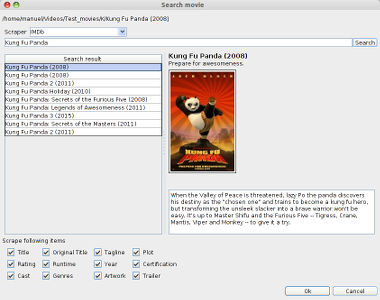 Search movie
/home/manuel/Videos/Test_movies/K/Kung Fu Panda (2008)
Scraper IMDb
Kung Fu Panda Search
Search result
Kung Fu Panda (2008)
Kung Fu Panda (2008)
Kung Fu Panda 2 (2011)
Kung Fu Panda Holiday (2010)
Kung Fu Panda: Secrets of the Furious Five (2008)
Kung Fu Panda: Legends of Awesomeness (2011)
Kung Fu Panda 3 (2015)
Kung Fu Panda: Secrets of the Masters (2011)
Kung Fu Panda 2 (2011)
Kung Fu Panda (2008)
Prepare for awesomeness.
JACK BLACK
KUNG FU
PANDA
When the Valley of Peace is threatened, lazy Po the panda discovers
his destiny as the "chosen one" and trains to become a kung fu hero,
but transforming the unsleek slacker into a brave warrior won't be
easy. It's up to Master Shifu and the Furious Five -- Tigress, Crane,
Mantis, Viper and Monkey -- to give it a try.
Scrape following items
Title Original Title Tagline Plot
Rating Runtime Year Certification
Cast Genres Artwork Trailer
Ok Cancel